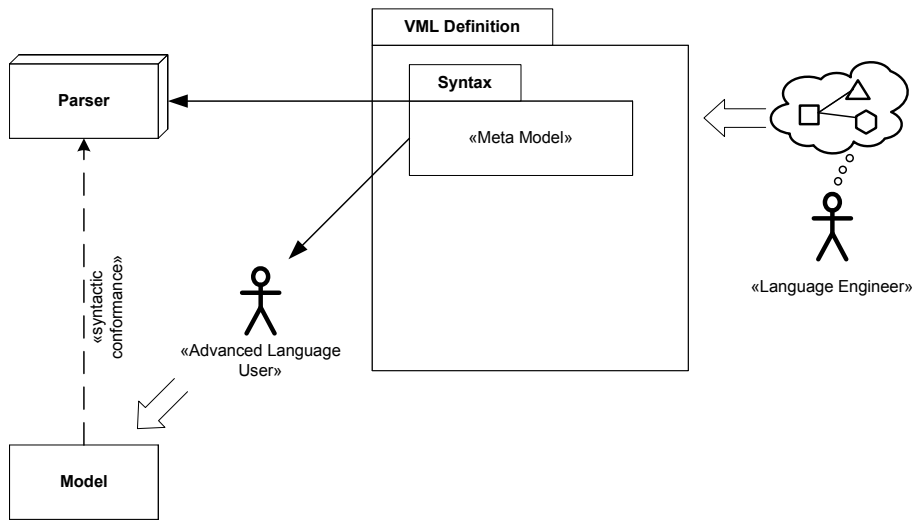 VML Definition
Parser
Syntax
«Meta Model»
«Language Engineer»
«syntactic
conformance»
«Advanced Language
User»
Model